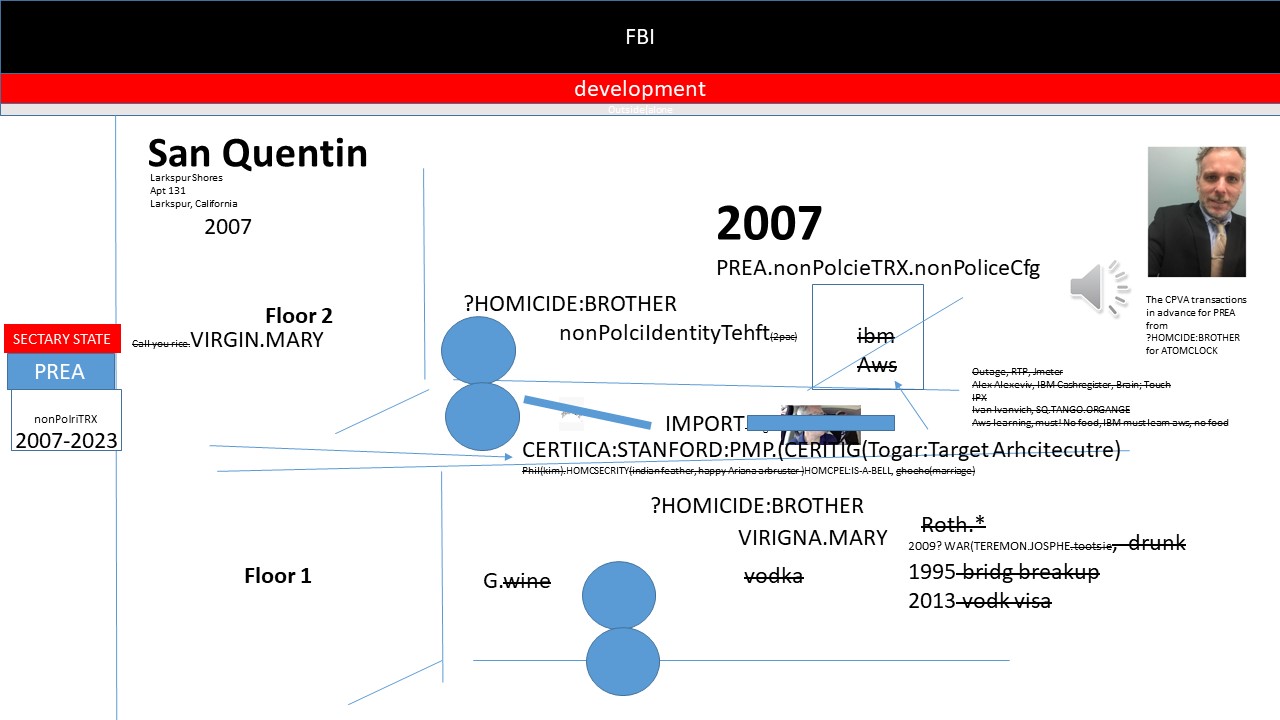 FBI
development
Outside|alone
San Quentin
Larkspur Shores
Apt 131
Larkspur, California
2007
2007
PREA.nonPolcieTRX.nonPoliceCfg
The CPVA transactions
in advance for PREA
from
?HOMCIDE:BROTHER
for ATOMCLOCK
?HOMICIDE:BROTHER
Floor 2
nonPolciIdentityTehft(2pac)
Call you rice.VIRGIN.MARY
ibm
Aws
SECTARY STATE
PREA
nonPolriTRX
2007-2023
Outage, RTP, Jmeter
Alex Alexeviv, IBM Cashregister, Brain; Touch
IPX
Ivan Ivanvich, SQ.TANGO.ORGANGE
Aws learning, must! No food, IBM must learn aws, no food
IMPORT
CERTIICA:STANFORD:PMP.(CERITIG(Togar:Target Arhcitecutre)
Phil(kim).HOMCSECRITY(indian feather, happy Ariana arbruster )HOMCPEL:IS-A-BELL, ghocho(marriage)
?HOMICIDE:BROTHER
VIRIGNA.MARY
Roth.*
2009? WAR(TEREMON.JOSPHE.tootsie, drunk
1995 bridg breakup
2013 vodk visa
Floor 1
G.wine
vodka